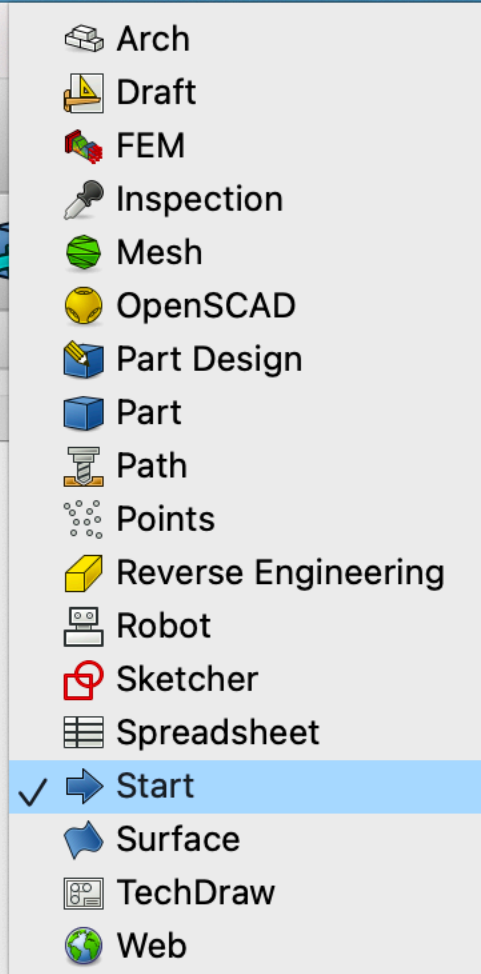 Arch
Draft
FEM
Inspection
Mesh
OpenSCAD
Part Design
Part
Path
Points
Reverse Engineering
Robot
Sketcher
Spreadsheet
Start
Surface
TechDraw
Web